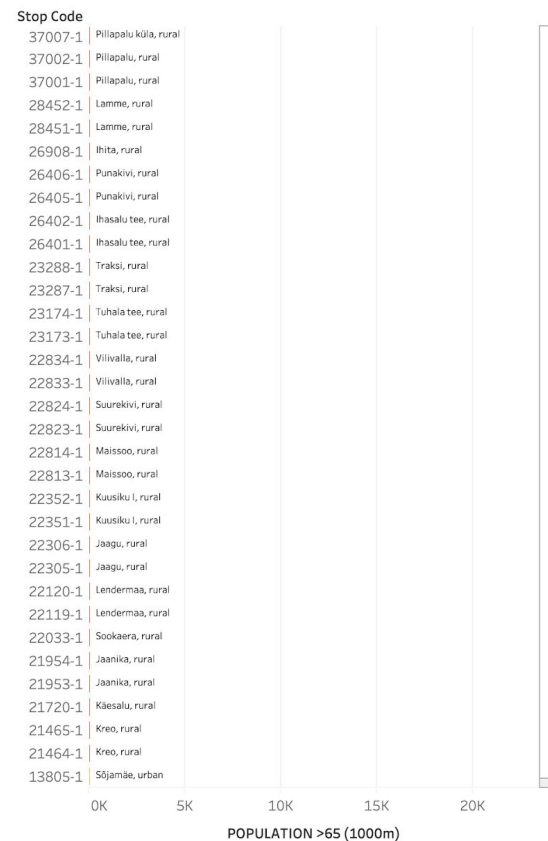 Stop Code
37007-1 Pillapalu küla, rural
37002-1 Pillapalu, rural
37001-1 Pillapalu, rural
28452-1 Lamme, rural
28451-1 Lamme, rural
26908-1 Ihita, rural
26406-1 Punakivi, rural
26405-1 Punakivi, rural
26402-1 Ihasalu tee, rural
26401-1 Ihasalu tee, rural
23288-1 Traksi, rural
23287-1 Traksi, rural
23174-1 Tuhala tee, rural
23173-1 Tuhala tee, rural
22834-1 Vilivalla, rural
22833-1 Vilivalla, rural
22824-1 Suurekivi, rural
22823-1 Suurekivi, rural
22814-1 Maissoo, rural
22813-1 Maissoo, rural
22352-1 Kuusiku I, rural
22351-1 Kuusiku I, rural
22306-1 Jaagu, rural
22305-1 Jaagu, rural
22120-1 Lendermaa, rural
22119-1 Lendermaa, rural
22033-1 Sookaera, rural
21954-1 Jaanika, rural
21953-1 Jaanika, rural
21720-1 Käesalu, rural
21465-1 Kreo, rural
21464-1 Kreo, rural
13805-1 Sõjamäe, urban
0K 5K 10K 15K 20K
POPULATION >65 (1000m)